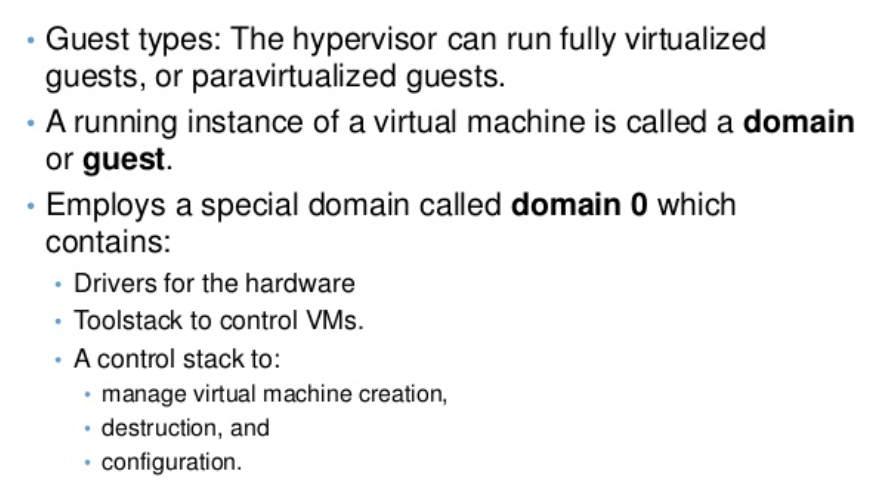 • Guest types: The hypervisor can run fully virtualized
guests, or paravirtualized guests.
• A running instance of a virtual machine is called a domain
or guest.
• Employs a special domain called domain 0 which
contains:
• Drivers for the hardware
• Toolstack to control VMs.
• A control stack to:
• manage virtual machine creation,
• destruction, and
• configuration.